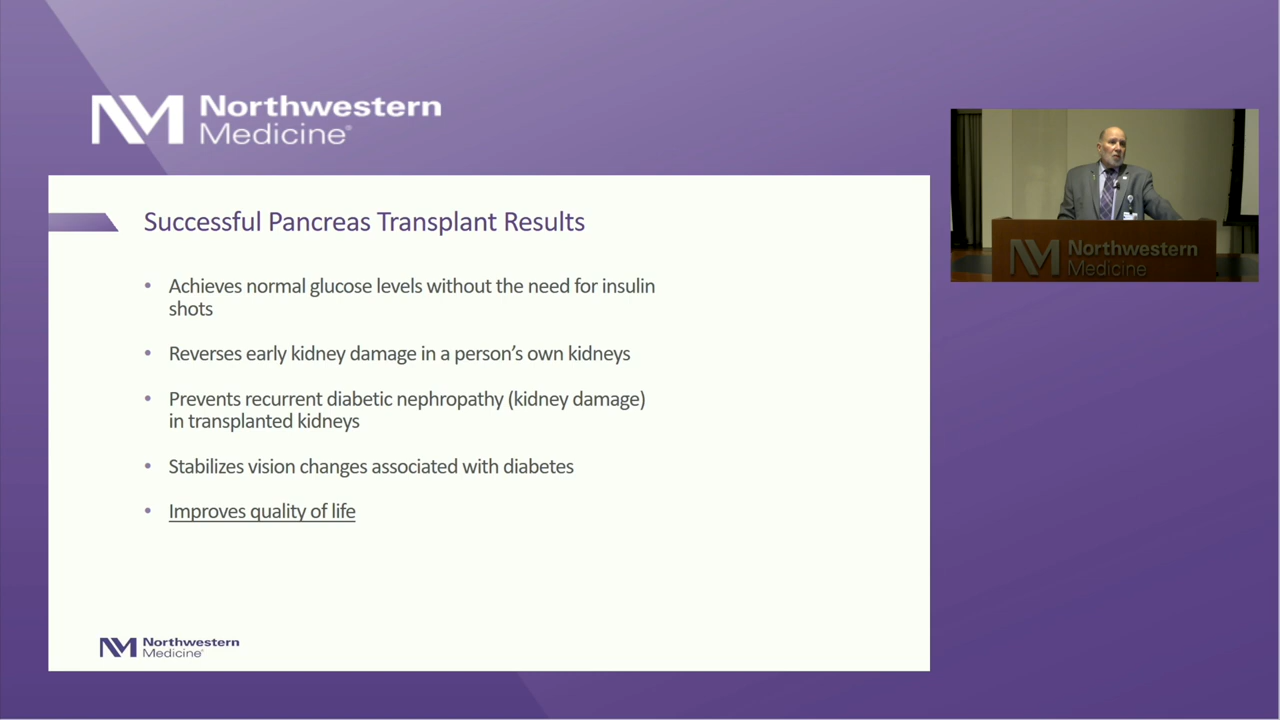 Northwestern
Medicine®
Successful Pancreas Transplant Results
• Achieves normal glucose levels without the need for insulin
shots
• Reverses early kidney damage in a person’s own kidneys
• Prevents recurrent diabetic nephropathy (kidney damage)
in transplanted kidneys
• Stabilizes vision changes associated with diabetes
• Improves quality of life
Northwestern
Medicine®
Northwestern
Medicine